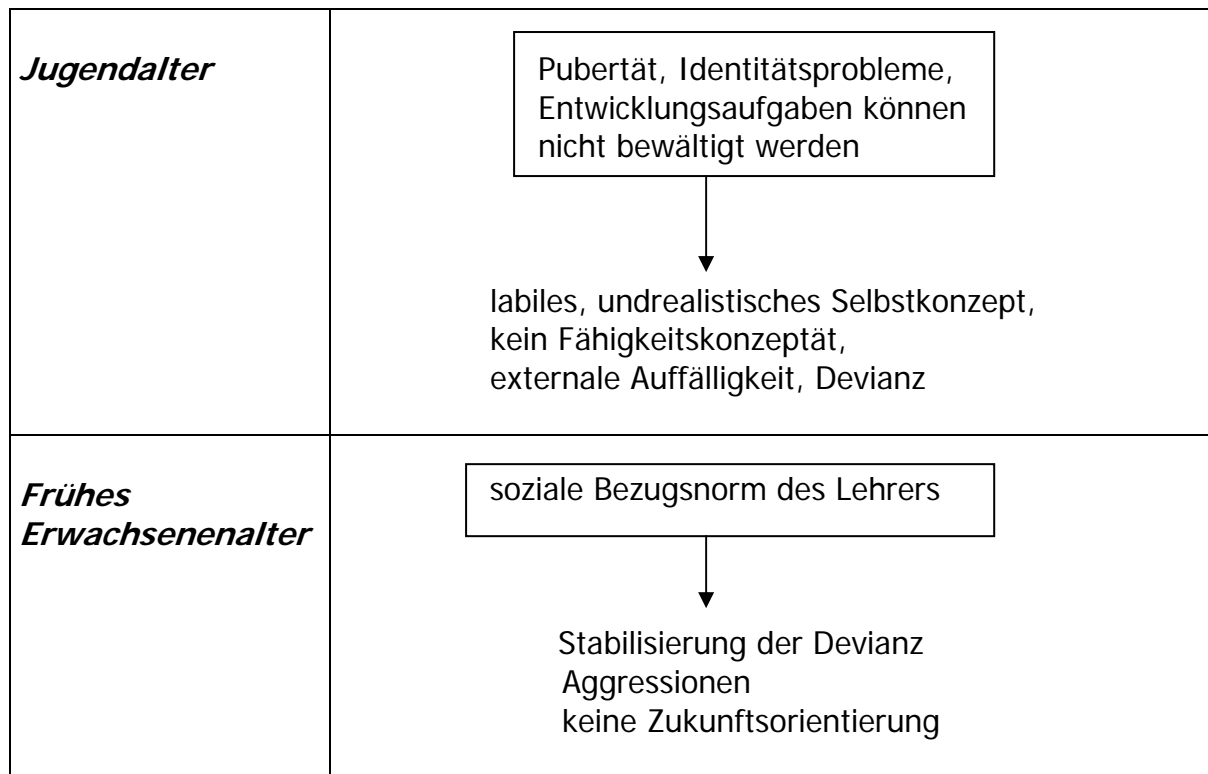 Jugendalter
Pubertät, Identitätsprobleme,
Entwicklungsaufgaben können
nicht bewältigt werden
labiles, undrealistisches Selbstkonzept,
kein Fähigkeitskonzeptät,
externale Auffälligkeit, Devianz
Frühes
Erwachsenenalter
soziale Bezugsnorm des Lehrers
Stabilisierung der Devianz
Aggressionen
keine Zukunftsorientierung